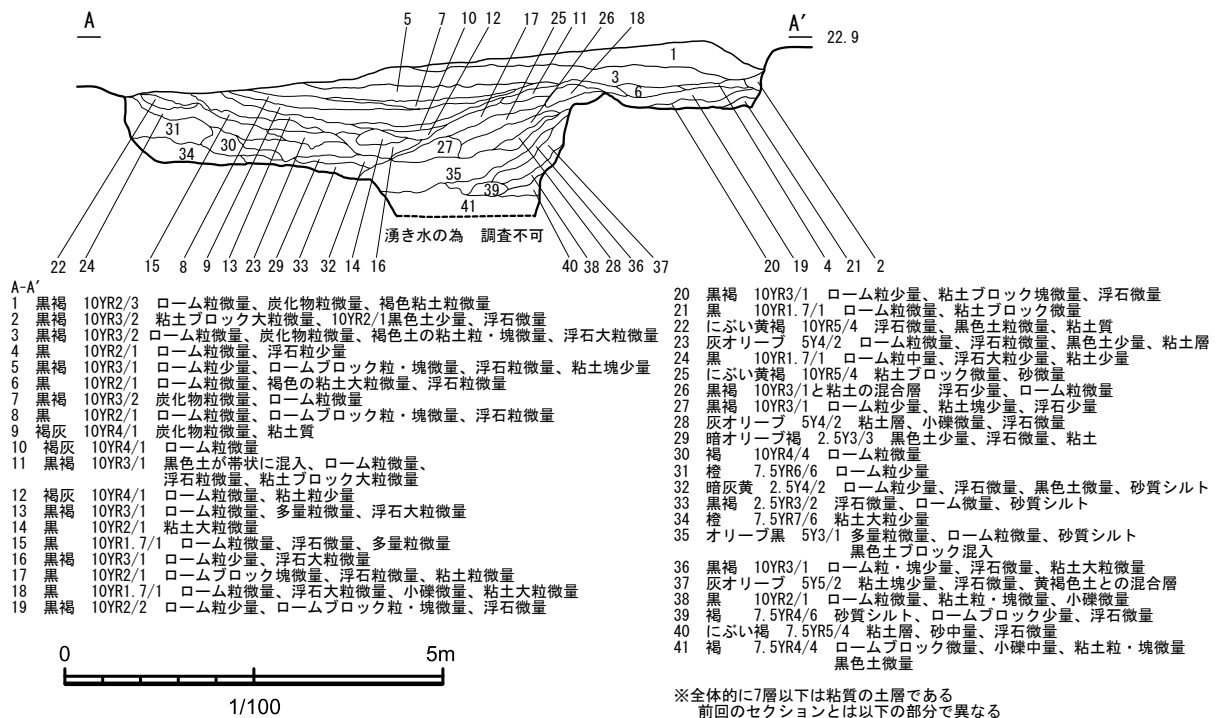 A
A'
22.9
5 7 10 12 17 25 11 26 18
1
3
6
31
30
34
27
35
39
41
湧き水の為 調査不可
22 24 15 8 9 13 23 29 33 32 14 16 40 38 28 36 37 20 19 4 21 2
A-A'
1 黒褐 10YR2/3 ローム粒微量、炭化物粒微量、褐色粘土粒微量
2 黒褐 10YR3/2 粘土ブロック大粒微量、10YR2/1黒色土少量、浮石微量
3 黒褐 10YR3/2 ローム粒微量、炭化物粒微量、褐色土の粘土粒・塊微量、浮石大粒微量
4 黒 10YR2/1 ローム粒微量、浮石粒少量
5 黒褐 10YR3/1 ローム粒少量、ロームブロック粒・塊微量、浮石粒微量、粘土塊少量
6 黒 10YR2/1 ローム粒微量、褐色の粘土大粒微量、浮石粒微量
7 黒褐 10YR3/2 炭化物粒微量、ローム粒微量
8 黒 10YR2/1 ローム粒微量、ロームブロック粒・塊微量、浮石粒微量
9 褐灰 10YR4/1 炭化物粒微量、粘土質
10 褐灰 10YR4/1 ローム粒微量
11 黒褐 10YR3/1 黒色土が帯状に混入、ローム粒微量、
浮石粒微量、粘土ブロック大粒微量
12 褐灰 10YR4/1 ローム粒微量、粘土粒少量
13 黒褐 10YR3/1 ローム粒微量、多量粒微量、浮石大粒微量
14 黒 10YR2/1 粘土大粒微量
15 黒 10YR1.7/1 ローム粒微量、浮石微量、多量粒微量
16 黒褐 10YR3/1 ローム粒少量、浮石大粒微量
17 黒 10YR2/1 ロームブロック塊微量、浮石粒微量、粘土粒微量
18 黒 10YR1.7/1 ローム粒微量、浮石大粒微量、小礫微量、粘土大粒微量
19 黒褐 10YR2/2 ローム粒少量、ロームブロック粒・塊微量、浮石微量
20 黒褐 10YR3/1 ローム粒少量、粘土ブロック塊微量、浮石微量
21 黒 10YR1.7/1 ローム粒微量、粘土ブロック微量
22 にぶい黄褐 10YR5/4 浮石微量、黒色土粒微量、粘土質
23 灰オリーブ 5Y4/2 ローム粒微量、浮石粒微量、黒色土少量、粘土層
24 黒 10YR1.7/1 ローム粒中量、浮石大粒少量、粘土少量
25 にぶい黄褐 10YR5/4 粘土ブロック微量、砂微量
26 黒褐 10YR3/1と粘土の混合層 浮石少量、ローム粒微量
27 黒褐 10YR3/1 ローム粒少量、粘土塊少量、浮石少量
28 灰オリーブ 5Y4/2 粘土層、小礫微量、浮石微量
29 暗オリーブ褐 2.5Y3/3 黒色土少量、浮石微量、粘土
30 褐 10YR4/4 ローム粒微量
31 橙 7.5YR6/6 ローム粒少量
32 暗灰黄 2.5Y4/2 ローム粒少量、浮石微量、黒色土微量、砂質シルト
33 黒褐 2.5YR3/2 浮石微量、ローム微量、砂質シルト
34 橙 7.5YR7/6 粘土大粒少量
35 オリーブ黒 5Y3/1 多量粒微量、ローム粒微量、砂質シルト
黒色土ブロック混入
36 黒褐 10YR3/1 ローム粒・塊少量、浮石微量、粘土大粒微量
37 灰オリーブ 5Y5/2 粘土塊少量、浮石微量、黄褐色土との混合層
38 黒 10YR2/1 ローム粒微量、粘土粒・塊微量、小礫微量
39 褐 7.5YR4/6 砂質シルト、ロームブロック少量、浮石微量
40 にぶい褐 7.5YR5/4 粘土層、砂中量、浮石微量
41 褐 7.5YR4/4 ロームブロック微量、小礫中量、粘土粒・塊微量
黒色土微量
※全体的に7層以下は粘質の土層である
前回のセクションとは以下の部分で異なる
0 5m
1/100